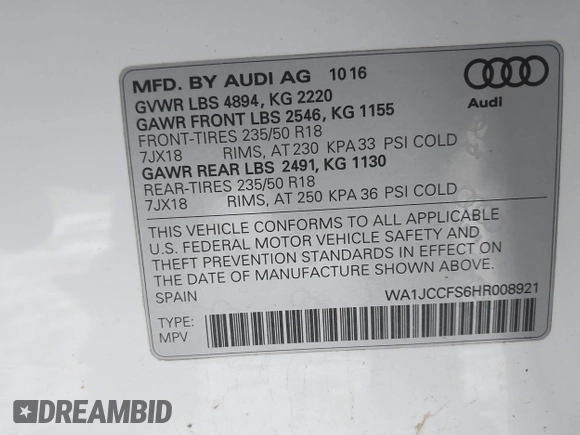 MFD. BY AUDI AG 10 16
GVWR LBS 4894, KG 2220
GAWR FRONT LBS 2546, KG 1155
FRONT-TIRES 235/50 R18
7JX18 RIMS, AT 230 KPA 33 PSI COLD
GAWR REAR LBS 2491, KG 1130
REAR-TIRES 235/50 R18
7JX18 RIMS, AT 250 KPA 36 PSI COLD
Audi
THIS VEHICLE CONFORMS TO ALL APPLICABLE
U.S. FEDERAL MOTOR VEHICLE SAFETY AND
THEFT PREVENTION STANDARDS IN EFFECT ON
THE DATE OF MANUFACTURE SHOWN ABOVE.
SPAIN
WA1JCCFS6HR008921
TYPE:
MPV
DREAMBID